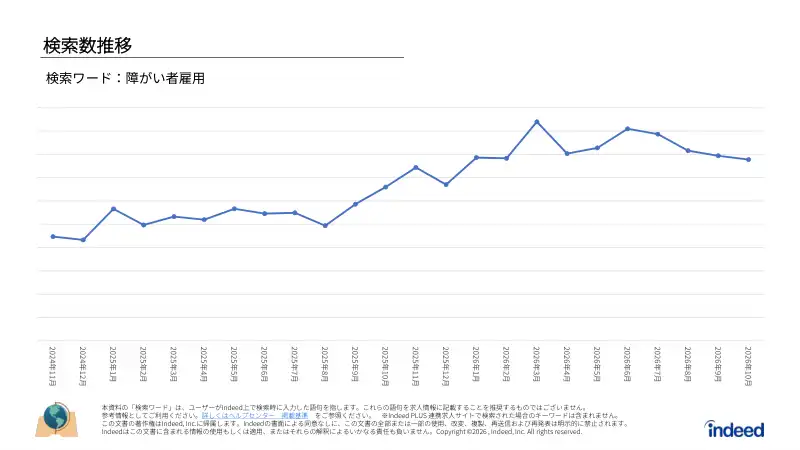 検索数推移
検索ワード：障がい者雇用
2024年11月
2024年12月
2025年1月
2025年2月
2025年3月
2025年4月
2025年5月
2025年6月
2025年7月
2025年8月
2025年9月
2025年10月
2025年11月
2025年12月
2026年1月
2026年2月
2026年3月
2026年4月
2026年5月
2026年6月
2026年7月
2026年8月
2026年9月
2026年10月
本資料の「検索ワード」は、ユーザーがIndeed上で検索時に入力した語句を指します。これらの語句を求人情報に記載することを推奨するものではございません。
参考情報としてご利用ください。詳しくはヘルプセンター　掲載基準　をご参照ください。　※Indeed PLUS 連携求人サイトで検索された場合のキーワードは含まれません。
この文書の著作権はIndeed, Inc.に帰属します。Indeedの書面による同意なしに、この文書の全部または一部の使用、改変、複製、再送信および再発表は明示的に禁止されます。
Indeedはこの文書に含まれる情報の使用もしくは適用、またはそれらの解釈によるいかなる責任も負いません。Copyright ©2026 , Indeed, Inc. All rights reserved.
indeed